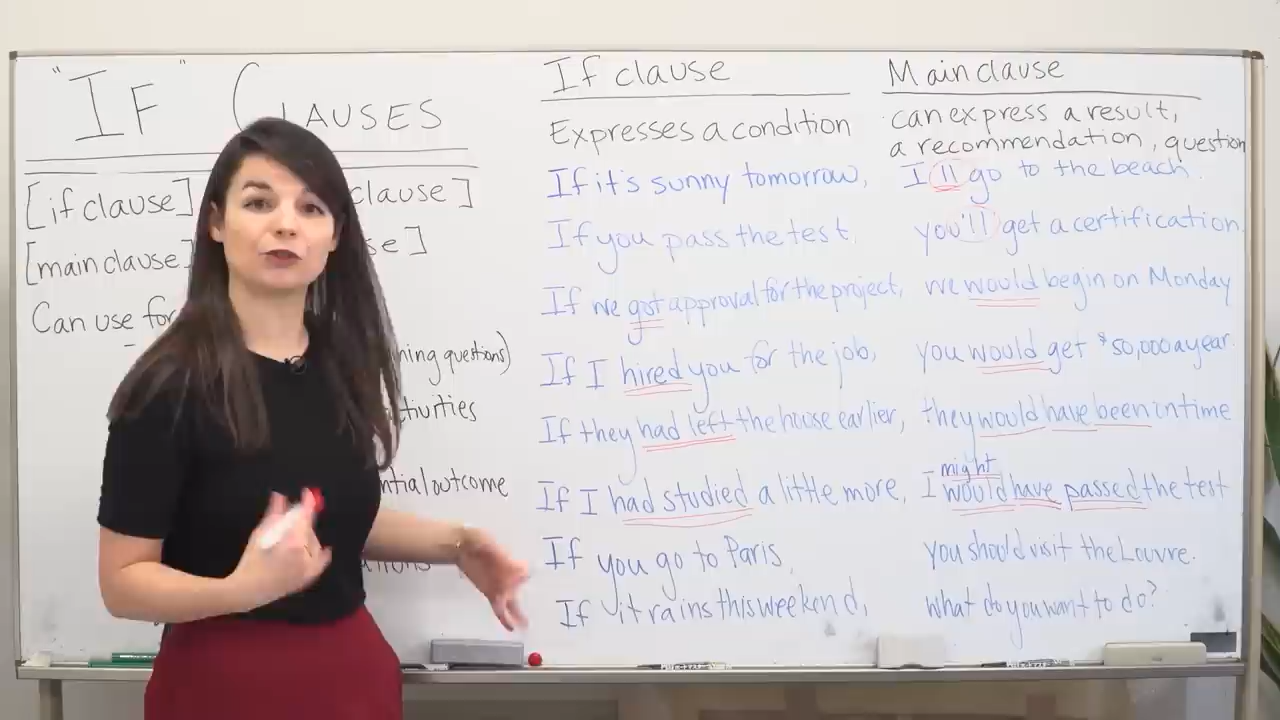 "IF" CLAUSES
[if clause] clause]
[main clause]
Can use for
ning questions)
outcome
If clause
Expresses a condition
If it's sunny tomorrow,
If you pass the test,
If we got approval for the project,
If I hired you for the job,
If they had left the house earlier,
If I had studied a little more,
If you go to Paris,
If it rains this weekend,
Main clause
can express a result,
a recommendation, question
I'll go to the beach.
you'll get a certification.
we would begin on Monday
you would get $50,000 a year.
they would have been on time
might
I would have passed the test
you should visit the Louvre.
What do you want to do?